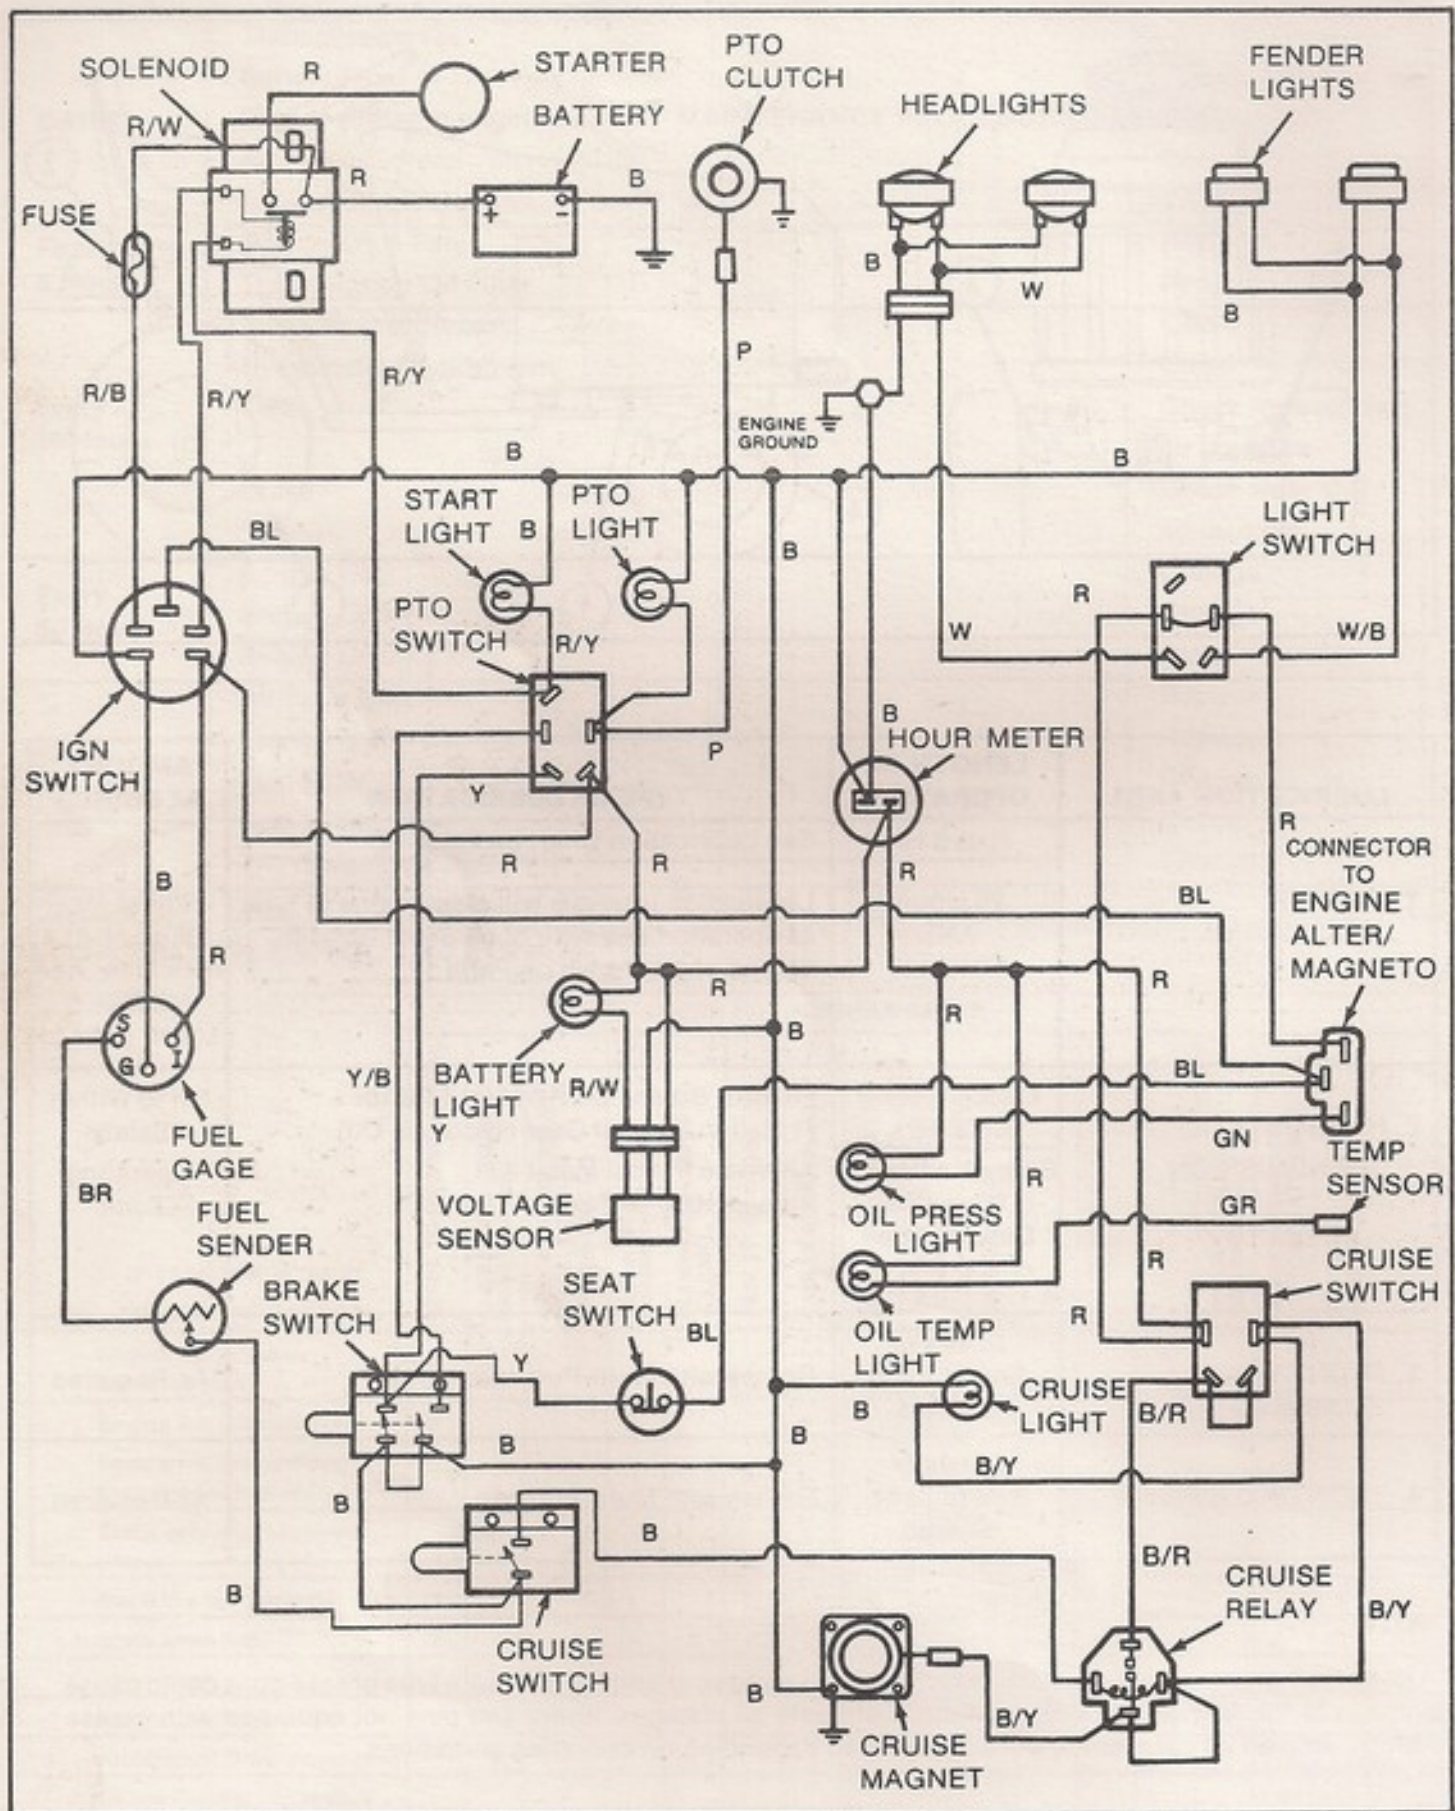 SOLENOID
R
STARTER
PTO
CLUTCH
FENDER
LIGHTS
R/W
BATTERY
HEADLIGHTS
FUSE
R
B
+
-
B
W
B
R/B
R/Y
R/Y
P
ENGINE
GROUND
B
B
START
LIGHT
B
PTO
LIGHT
B
LIGHT
SWITCH
BL
PTO
SWITCH
R/Y
R
W
W/B
IGN
SWITCH
P
B
HOUR METER
Y
R
R
R
R
CONNECTOR
TO
ENGINE
ALTER/
MAGNETO
B
BL
R
R
R
R
B
S
G
I
FUEL
GAGE
Y/B
BATTERY
LIGHT
Y
R/W
BL
GN
TEMP
SENSOR
BR
FUEL
SENDER
VOLTAGE
SENSOR
OIL PRESS
LIGHT
R
GR
BRAKE
SWITCH
SEAT
SWITCH
R
CRUISE
SWITCH
R
BL
OIL TEMP
LIGHT
Y
CRUISE
LIGHT
B
B/R
B
B
B/Y
B
B
B/R
CRUISE
RELAY
B
B/Y
CRUISE
SWITCH
B
B/Y
CRUISE
MAGNET